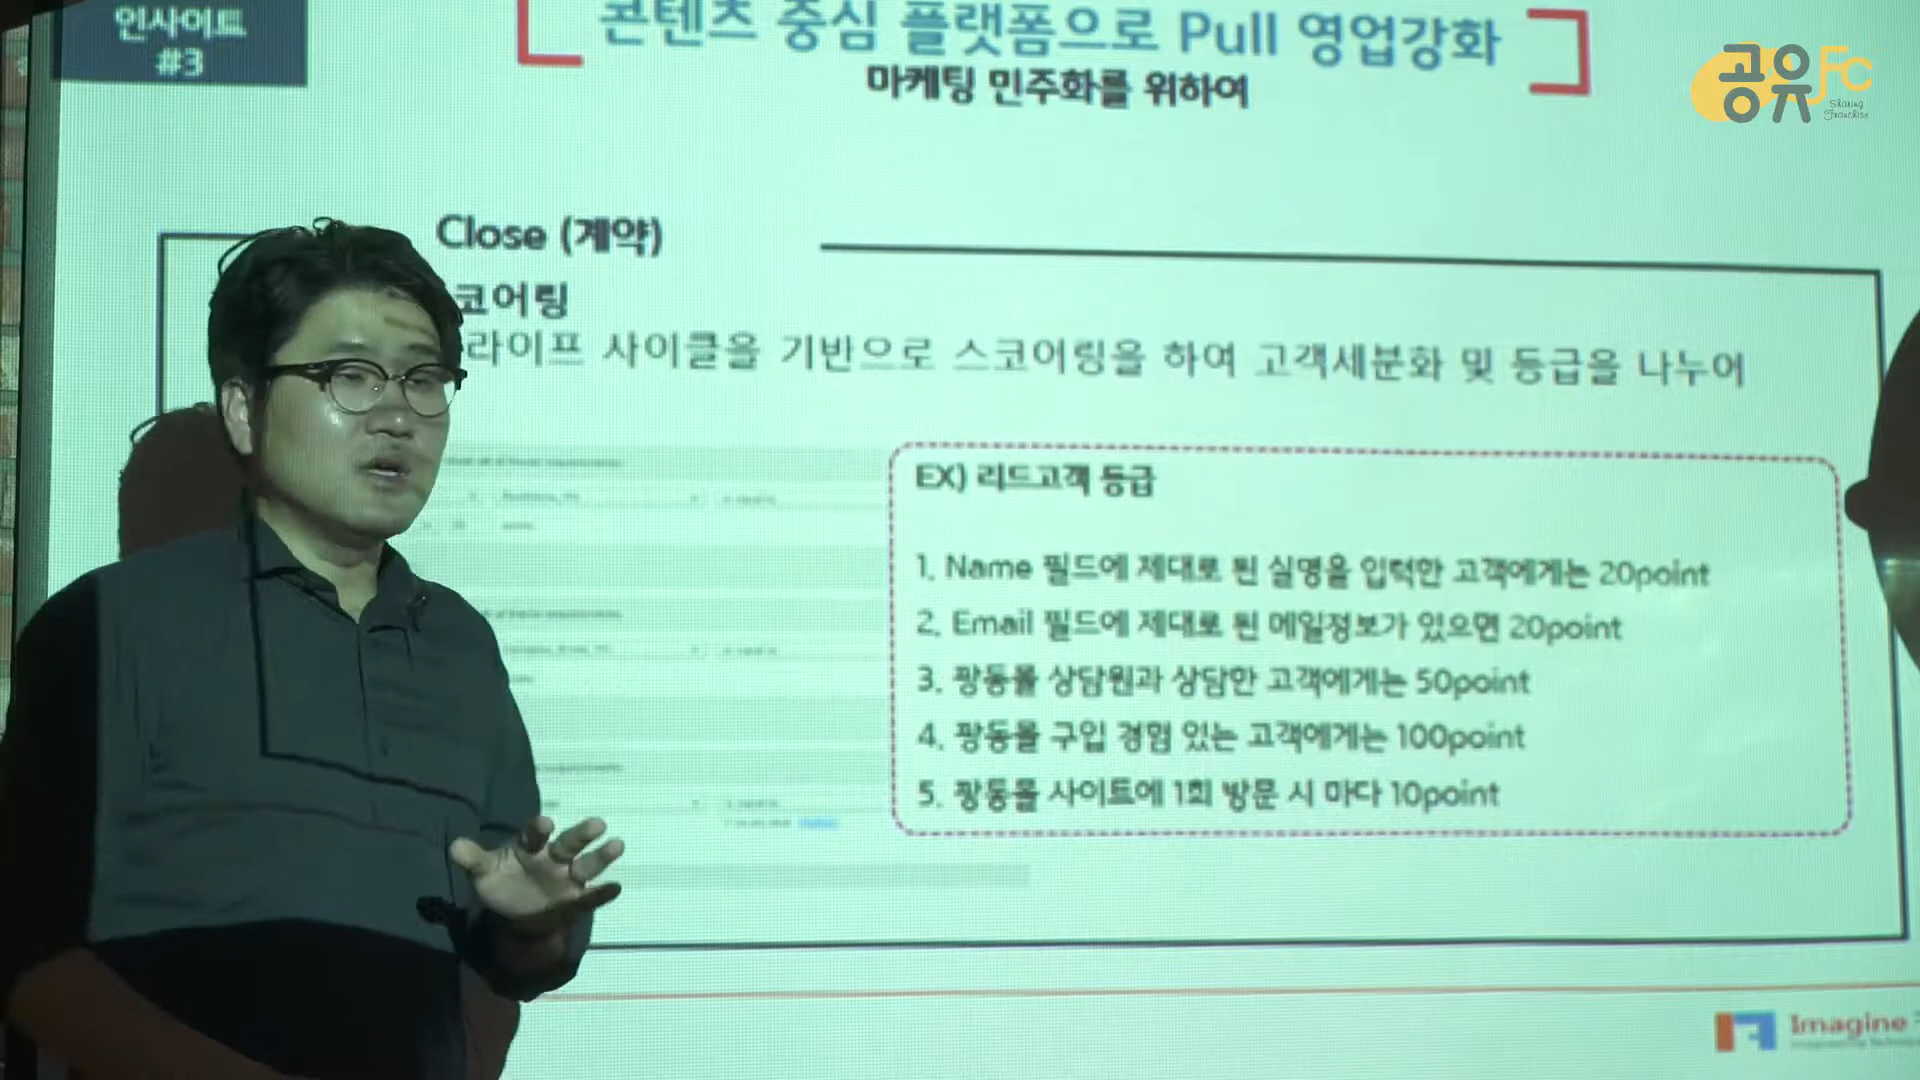 인사이트
#3
콘텐츠 중심 플랫폼으로 Pull 영업강화
마케팅 민주화를 위하여
공유FC
Sharing
Franchise
Close (계약)
코어링
라이프 사이클을 기반으로 스코어링을 하여 고객세분화 및 등급을 나누어
EX) 리드고객 등급
1. Name 필드에 제대로 된 실명을 입력한 고객에게는 20point
2. Email 필드에 제대로 된 메일정보가 있으면 20point
3. 광동몰 상담원과 상담한 고객에게는 50point
4. 광동몰 구입 경험 있는 고객에게는 100point
5. 광동몰 사이트에 1회 방문 시 마다 10point
Imagine